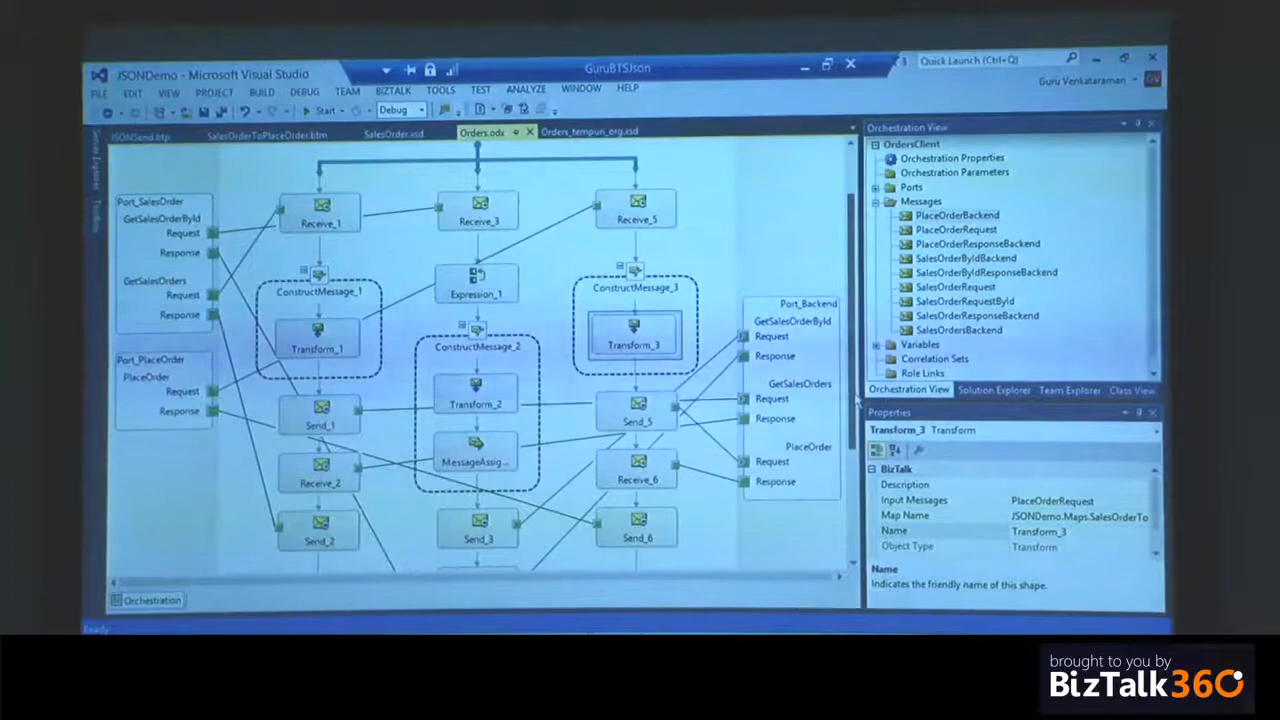 JSONDemo - Microsoft Visual Studio
GuruBTSJson
Quick Launch (Ctrl+Q)
FILE EDIT VIEW PROJECT BUILD DEBUG TEAM BIZTALK TOOLS TEST ANALYZE WINDOW HELP
Guru Venkataraman
GV
Start
Debug
JSONSend.btp SalesOrderToPlaceOrder.btm SalesOrder.xsd Orders.odx Orders_tempuri_org.xsd
Server Explorer
Toolbox
Port_SalesOrder
GetSalesOrderById
Request
Response
GetSalesOrders
Request
Response
Port_PlaceOrder
PlaceOrder
Request
Response
Receive_1
ConstructMessage_1
Transform_1
Send_1
Receive_2
Send_2
Receive_3
Expression_1
ConstructMessage_2
Transform_2
MessageAssig...
Send_3
Receive_5
ConstructMessage_3
Transform_3
Send_5
Receive_6
Send_6
Port_Backend
GetSalesOrderById
Request
Response
GetSalesOrders
Request
Response
PlaceOrder
Request
Response
Orchestration
Ready
Orchestration View
OrdersClient
Orchestration Properties
Orchestration Parameters
Ports
Messages
PlaceOrderBackend
PlaceOrderRequest
PlaceOrderResponseBackend
SalesOrderByIdBackend
SalesOrderByIdResponseBackend
SalesOrderRequest
SalesOrderRequestById
SalesOrderResponseBackend
SalesOrdersBackend
Variables
Correlation Sets
Role Links
Orchestration View Solution Explorer Team Explorer Class View
Properties
Transform_3 Transform
BizTalk
Description
Input Messages PlaceOrderRequest
Map Name JSONDemo.Maps.SalesOrderTo
Name Transform_3
Object Type Transform
Name
Indicates the friendly name of this shape.
brought to you by
BizTalk360